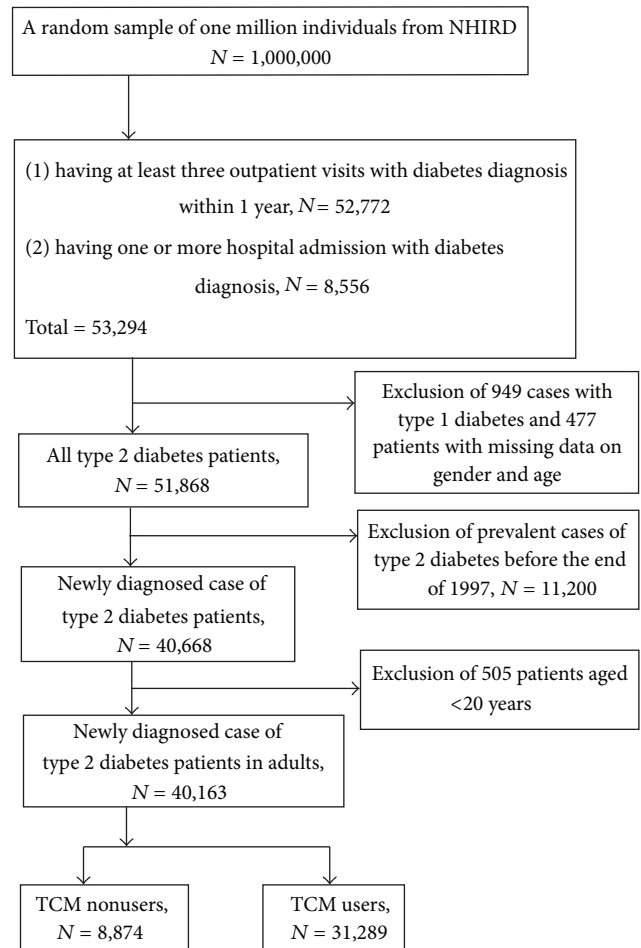 A random sample of one million individuals from NHIRD
N = 1,000,000
(1) having at least three outpatient visits with diabetes diagnosis
within 1 year, N = 52,772
(2) having one or more hospital admission with diabetes
diagnosis, N = 8,556
Total = 53,294
Exclusion of 949 cases with
type 1 diabetes and 477
patients with missing data on
gender and age
All type 2 diabetes patients,
N = 51,868
Exclusion of prevalent cases of
type 2 diabetes before the end
of 1997, N = 11,200
Newly diagnosed case of
type 2 diabetes patients,
N = 40,668
Exclusion of 505 patients aged
<20 years
Newly diagnosed case of
type 2 diabetes patients in adults,
N = 40,163
TCM nonusers,
N = 8,874
TCM users,
N = 31,289